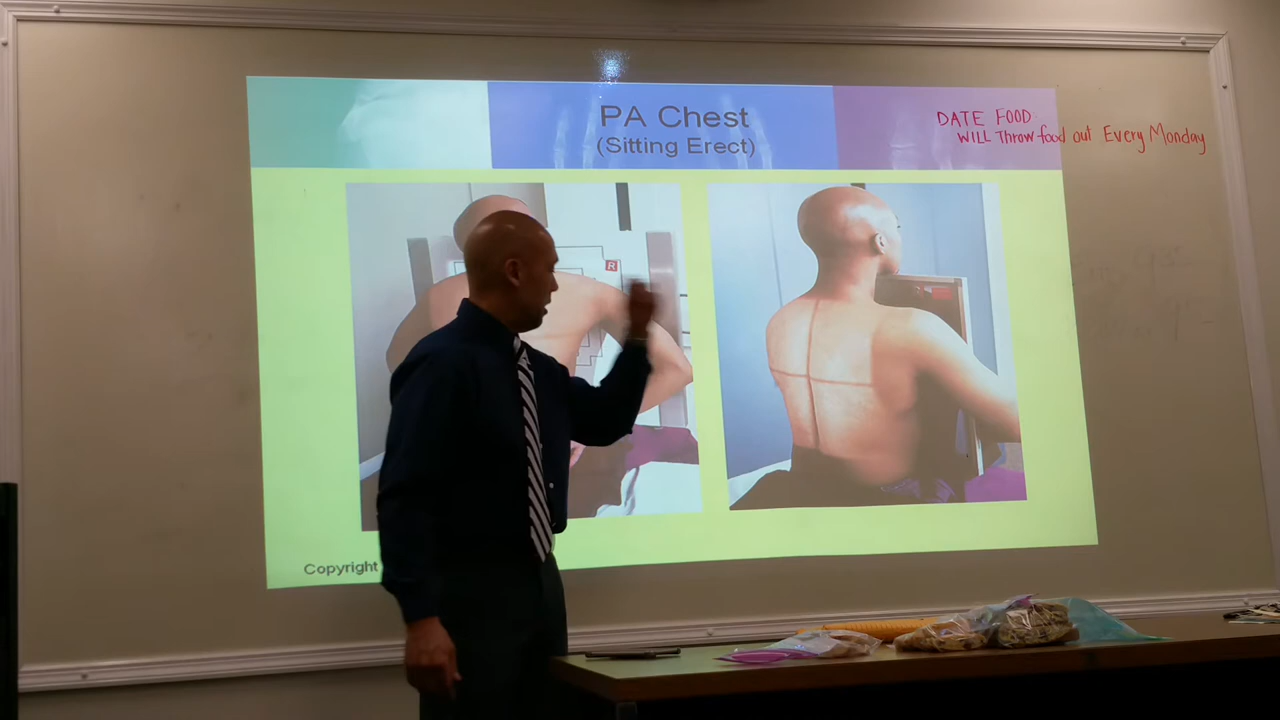 PA Chest
(Sitting Erect)
DATE FOOD
WILL Throw food out Every Monday
R
Copyright